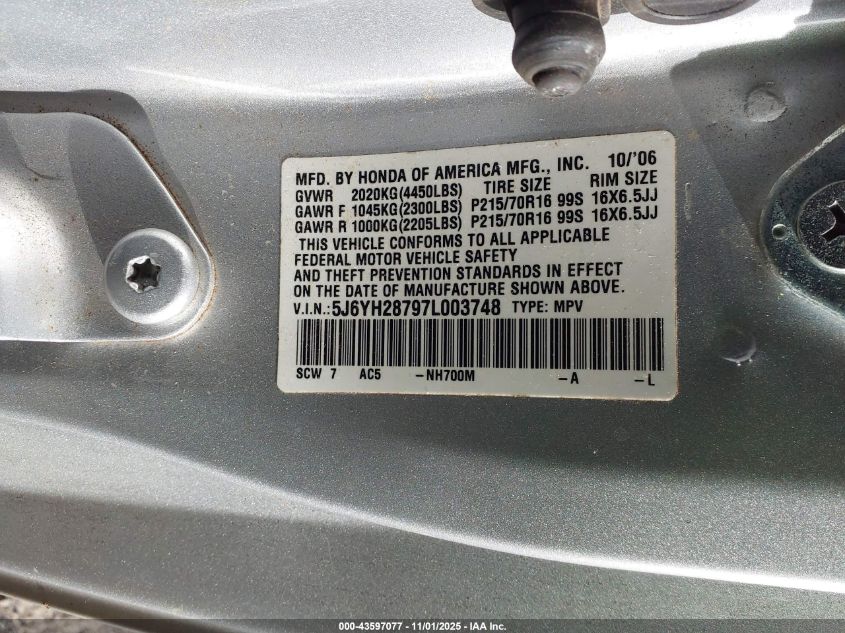 MFD. BY HONDA OF AMERICA MFG., INC. 10/'06
GVWR 2020KG(4450LBS) TIRE SIZE RIM SIZE
GAWR F 1045KG(2300LBS) P215/70R16 99S 16X6.5JJ
GAWR R 1000KG(2205LBS) P215/70R16 99S 16X6.5JJ
THIS VEHICLE CONFORMS TO ALL APPLICABLE
FEDERAL MOTOR VEHICLE SAFETY
AND THEFT PREVENTION STANDARDS IN EFFECT
ON THE DATE OF MANUFACTURE SHOWN ABOVE.
V.I.N.:5J6YH28797L003748 TYPE: MPV
SCW 7 AC5 -NH700M -A -L
000-43597077 - 11/01/2025 - IAA Inc.